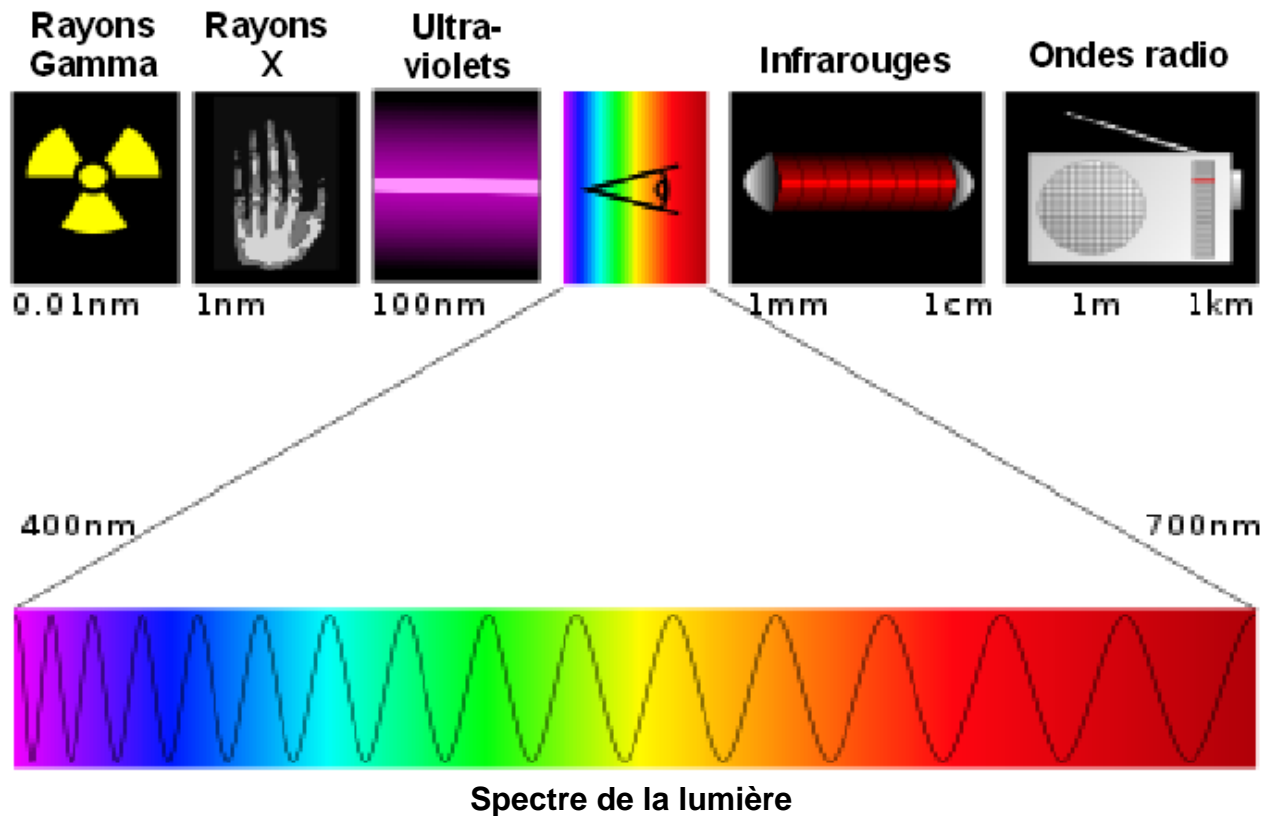 Rayons
Gamma
Rayons
X
Ultra-
violets
Infrarouges
Ondes radio
0.01nm
1nm
100nm
1mm
1cm
1m
1km
400nm
700nm
Spectre de la lumière